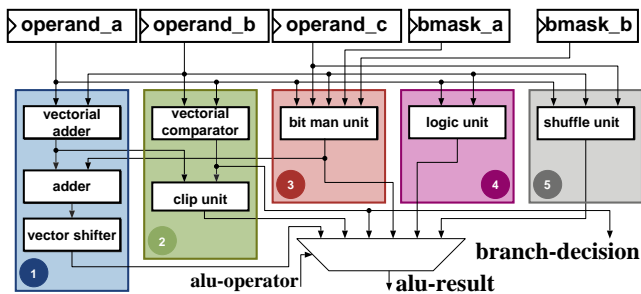 operand_a operand_b operand_c bmask_a bmask_b
vectorial adder
vectorial comparator
bit man unit
logic unit
shuffle unit
adder
clip unit
vector shifter
1
2
3
4
5
branch-decision
alu-operator
alu-result